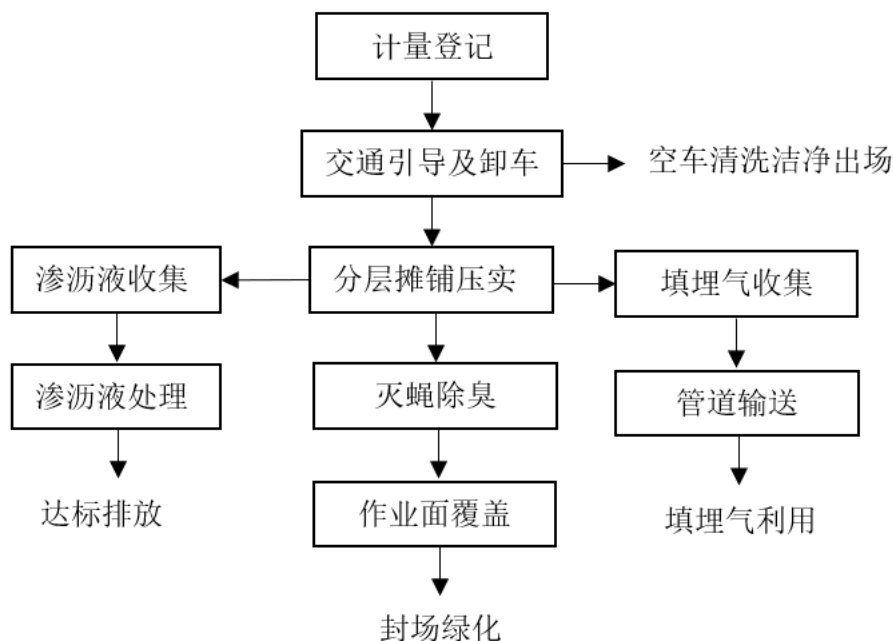 计量登记
交通引导及卸车
空车清洗洁净出场
渗沥液收集
分层摊铺压实
填埋气收集
渗沥液处理
灭蝇除臭
管道输送
达标排放
作业面覆盖
填埋气利用
封场绿化